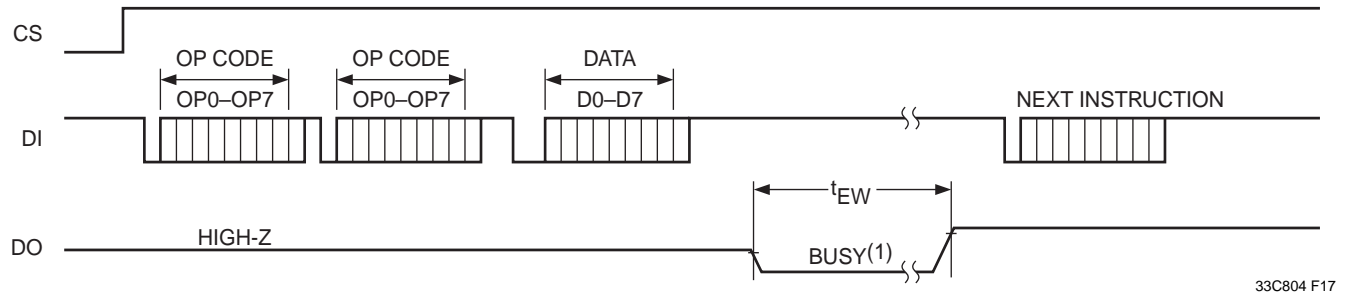 CS
OP CODE
OP CODE
DATA
OP0–OP7
OP0–OP7
D0–D7
NEXT INSTRUCTION
DI
tEW
HIGH-Z
DO
BUSY(1)
33C804 F17